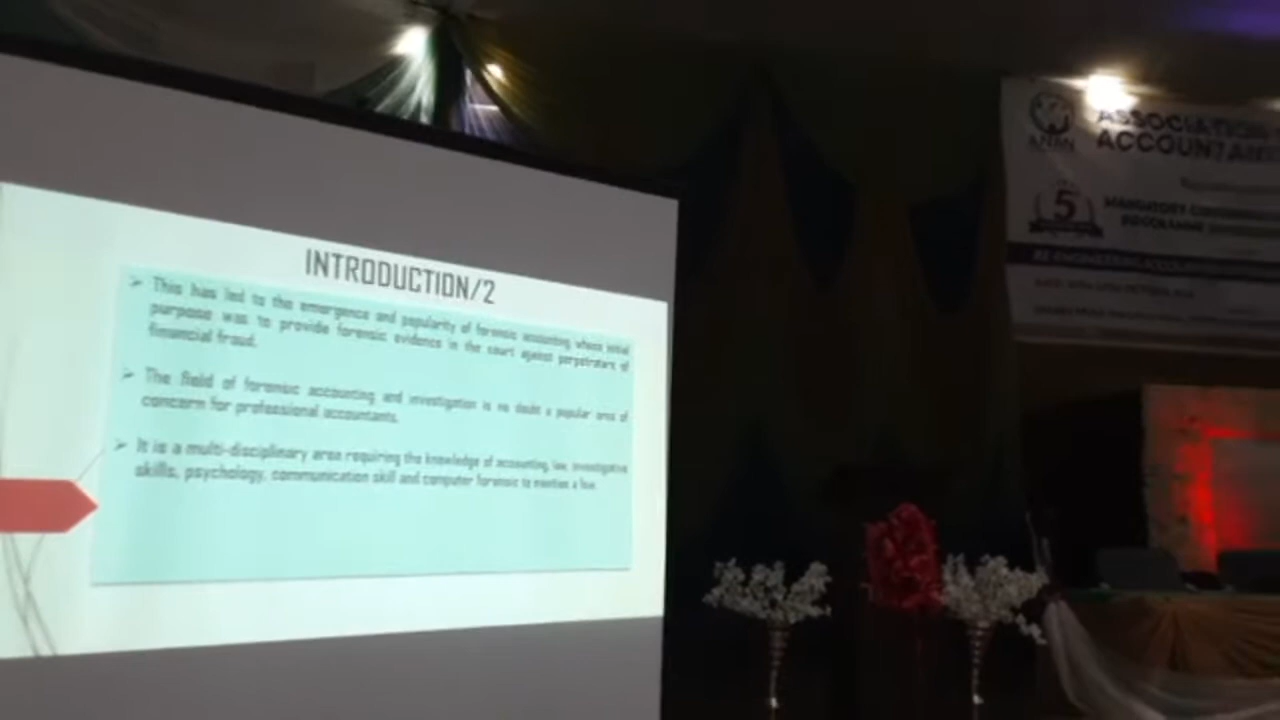 INTRODUCTION/2
➢ This has led to the emergence and popularity of forensic accounting whose initial
purpose was to provide forensic evidence in the court against perpetrators of
financial fraud.
➢ The field of forensic accounting and investigation is no doubt a popular area of
concern for professional accountants.
➢ It is a multi-disciplinary area requiring the knowledge of accounting, law, investigative
skills, psychology, communication skill and computer forensic to mention a few.
ANAN
ASSOCIATION
ACCOUNTANTS
5
MANDATORY
PROGRAMME